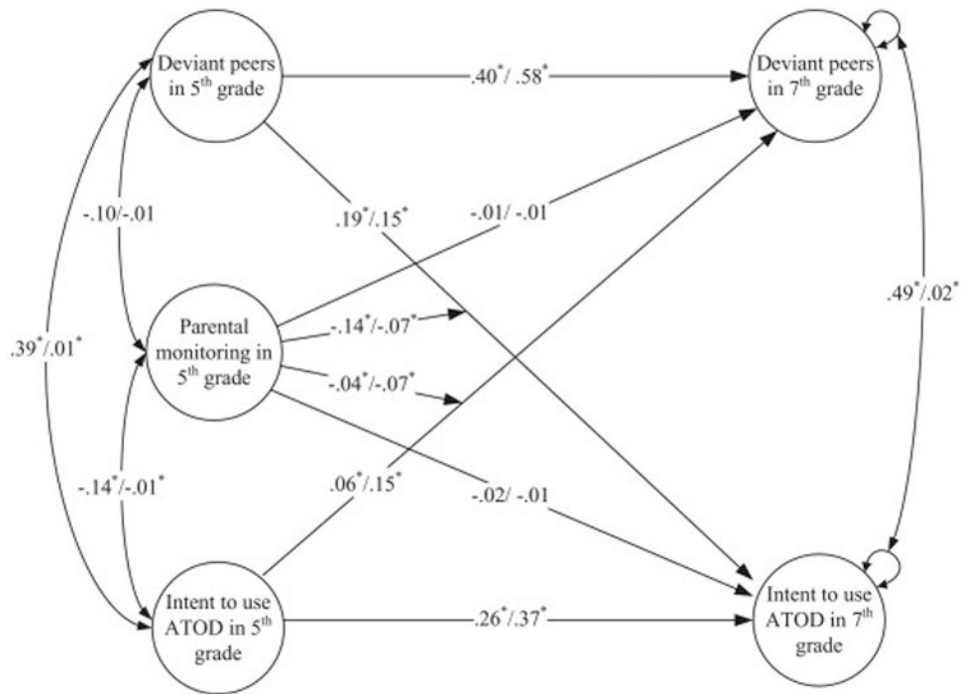 Deviant peers
in 5th grade
Deviant peers
in 7th grade
.40*/ .58*
-.10/-.01
.19*/.15*
-.01/ -.01
.49*/.02*
Parental
monitoring in
5th grade
-.14*/-.07*
.39*/.01*
-.04*/-.07*
-.14*/-.01*
.06*/.15*
-.02/ -.01
Intent to use
ATOD in 5th
grade
.26*/.37*
Intent to use
ATOD in 7th
grade